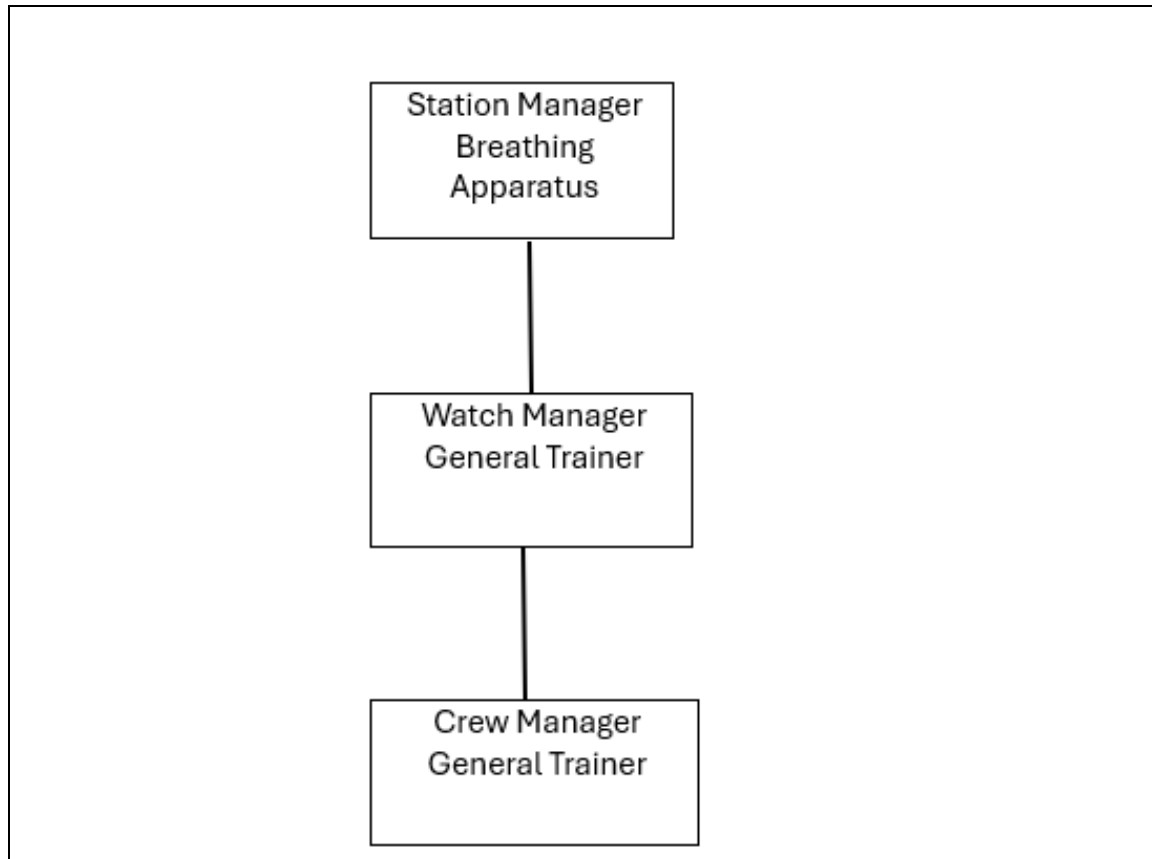 Station Manager
Breathing
Apparatus
Watch Manager
General Trainer
Crew Manager
General Trainer